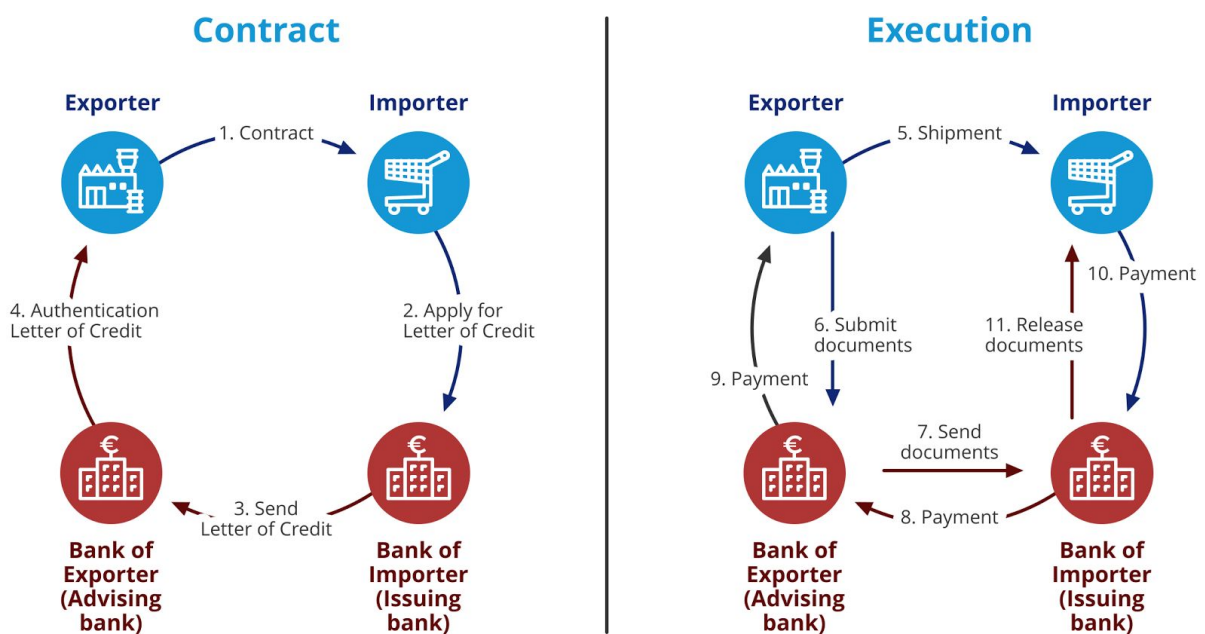 Contract
Exporter
Importer
1. Contract
2. Apply for
Letter of Credit
3. Send
Letter of Credit
4. Authentication
Letter of Credit
€
Bank of
Exporter
(Advising
bank)
€
Bank of
Importer
(Issuing
bank)
Execution
Exporter
Importer
5. Shipment
6. Submit
documents
7. Send
documents
8. Payment
9. Payment
10. Payment
11. Release
documents
€
Bank of
Exporter
(Advising
bank)
€
Bank of
Importer
(Issuing
bank)